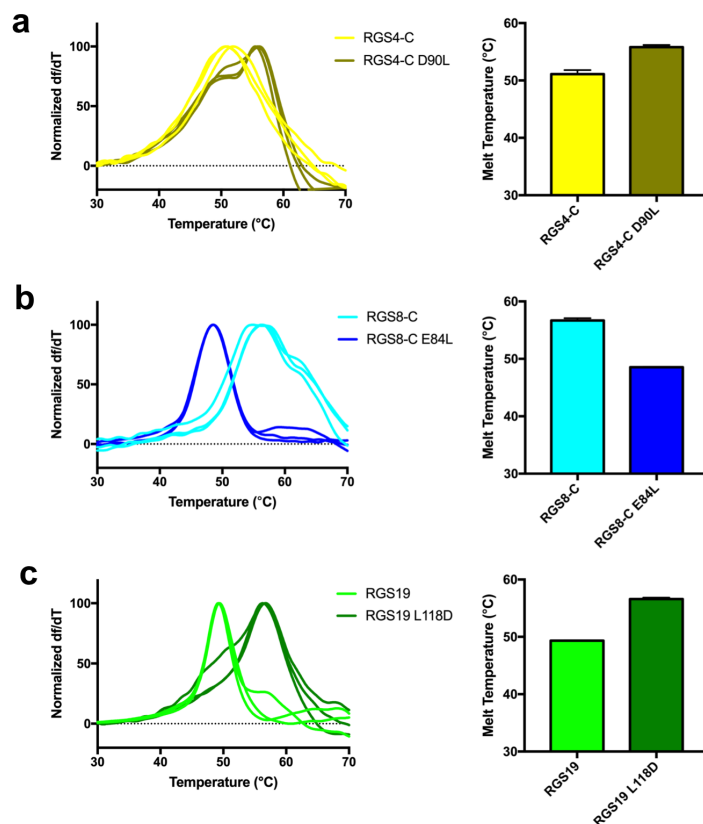 a
RGS4-C
RGS4-C D90L
Normalized df/dT
100
50
0
30
40
50
60
70
Temperature (°C)
Melt Temperature (°C)
60
50
40
30
RGS4-C
RGS4-C D90L
b
RGS8-C
RGS8-C E84L
Normalized df/dT
100
50
0
30
40
50
60
70
Temperature (°C)
Melt Temperature (°C)
60
50
40
30
RGS8-C
RGS8-C E84L
c
RGS19
RGS19 L118D
Normalized df/dT
100
50
0
30
40
50
60
70
Temperature (°C)
Melt Temperature (°C)
60
50
40
30
RGS19
RGS19 L118D